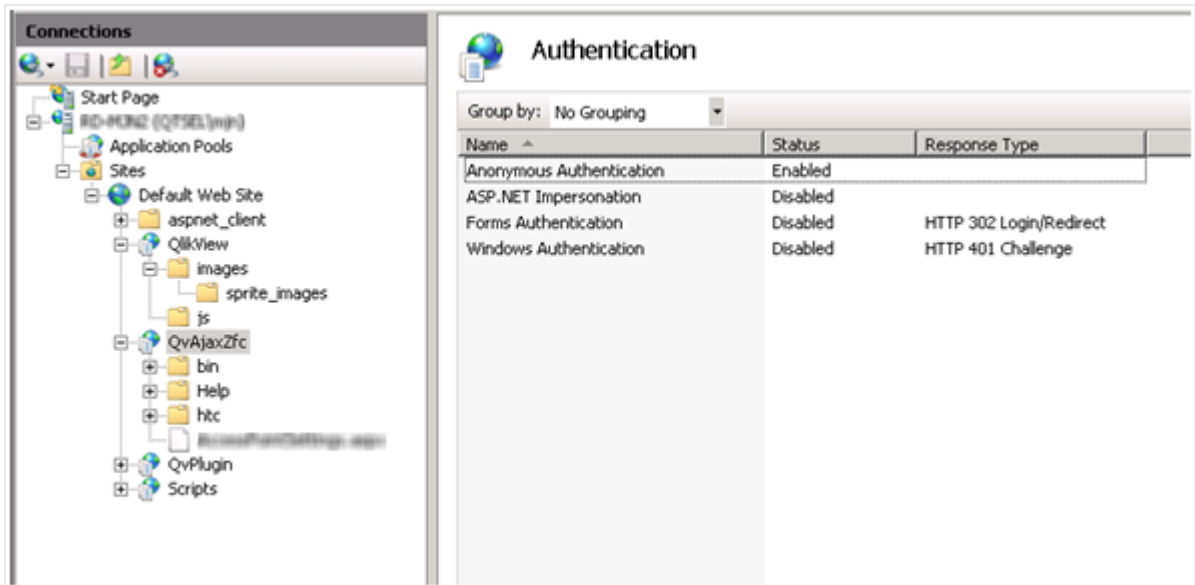 Connections
Start Page
Application Pools
Sites
Default Web Site
aspnet_client
QlikView
images
sprite_images
js
QvAjaxZfc
bin
Help
htc
QvPlugin
Scripts
Authentication
Group by: No Grouping
Name Status Response Type
Anonymous Authentication Enabled
ASP.NET Impersonation Disabled
Forms Authentication Disabled HTTP 302 Login/Redirect
Windows Authentication Disabled HTTP 401 Challenge